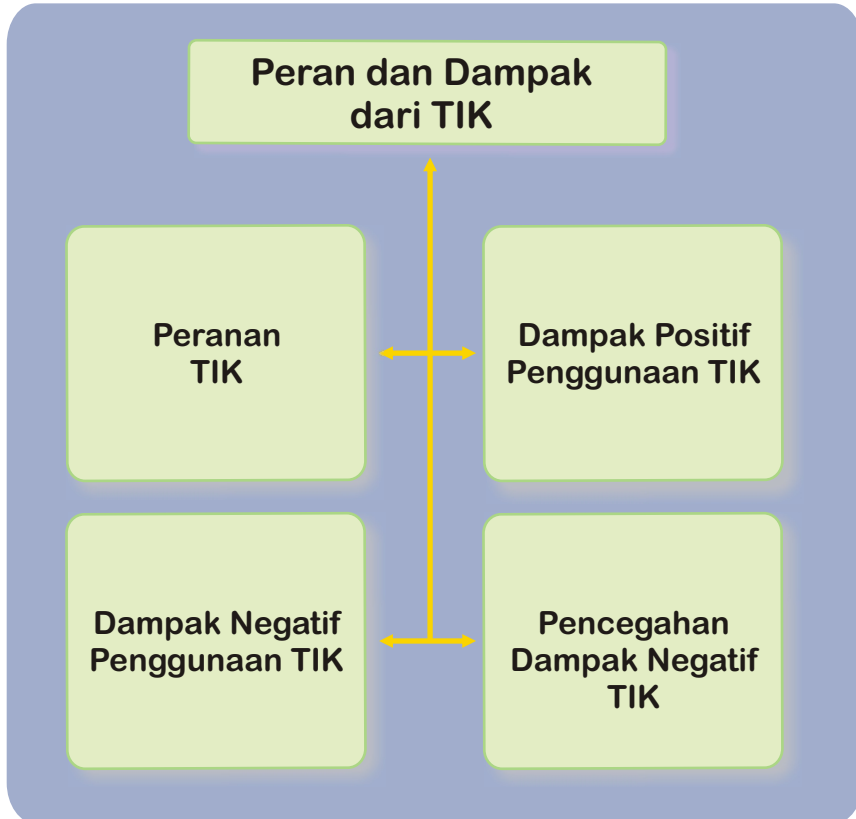 Peran dan Dampak
dari TIK
Peranan
TIK
Dampak Positif
Penggunaan TIK
Dampak Negatif
Penggunaan TIK
Pencegahan
Dampak Negatif
TIK